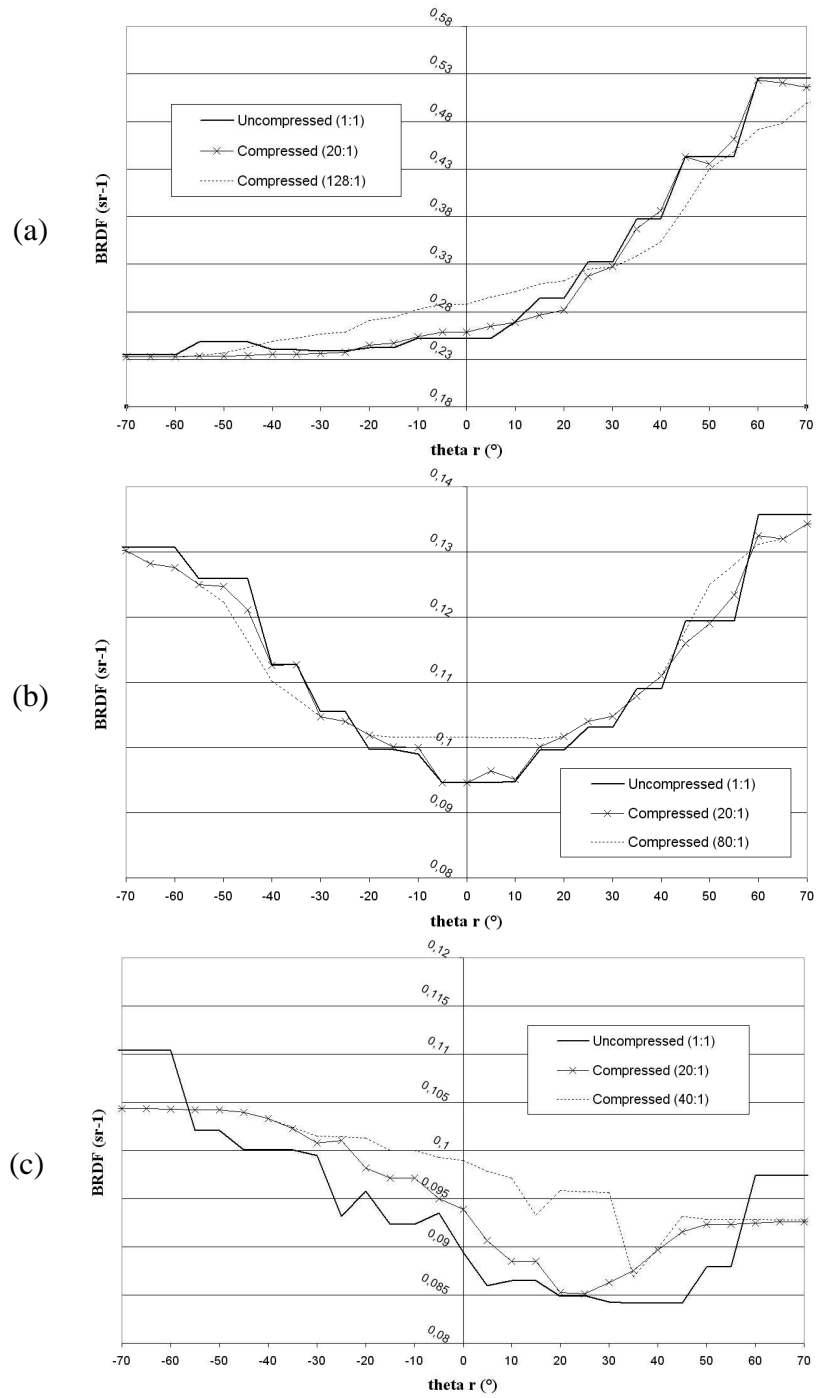 (a)
BRDF (sr-1)
0,58
0,53
0,48
0,43
0,38
0,33
0,28
0,23
0,18
Uncompressed (1:1)
Compressed (20:1)
Compressed (128:1)
-70 -60 -50 -40 -30 -20 -10 0 10 20 30 40 50 60 70
theta r (°)
(b)
BRDF (sr-1)
0,14
0,13
0,12
0,11
0,1
0,09
0,08
Uncompressed (1:1)
Compressed (20:1)
Compressed (80:1)
-70 -60 -50 -40 -30 -20 -10 0 10 20 30 40 50 60 70
theta r (°)
(c)
BRDF (sr-1)
0,12
0,115
0,11
0,105
0,1
0,095
0,09
0,085
0,08
Uncompressed (1:1)
Compressed (20:1)
Compressed (40:1)
-70 -60 -50 -40 -30 -20 -10 0 10 20 30 40 50 60 70
theta r (°)